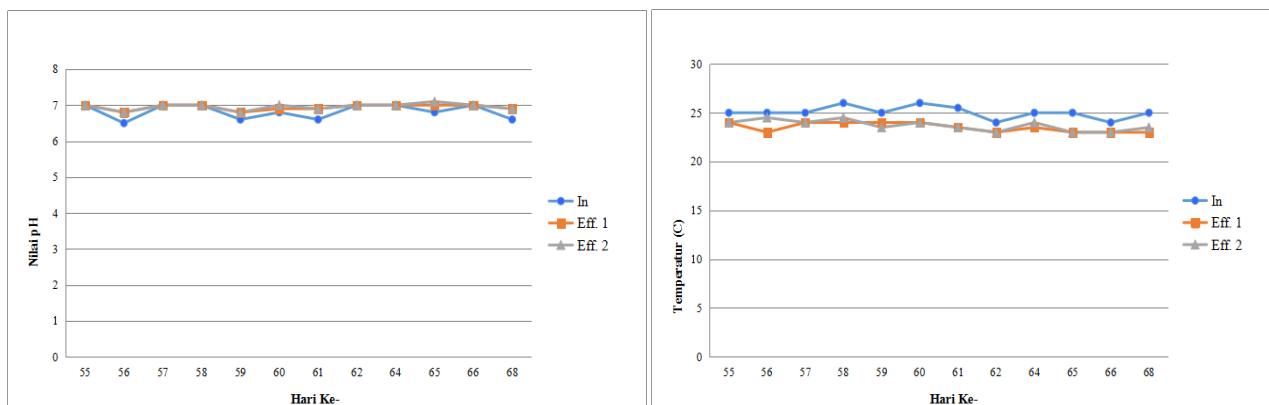 8
7
6
5
4
3
2
1
0
Nilai pH
55 56 57 58 59 60 61 62 64 65 66 68
Hari Ke-
In
Eff. 1
Eff. 2
30
25
20
15
10
5
0
Temperatur (C)
55 56 57 58 59 60 61 62 64 65 66 68
Hari Ke-
In
Eff. 1
Eff. 2